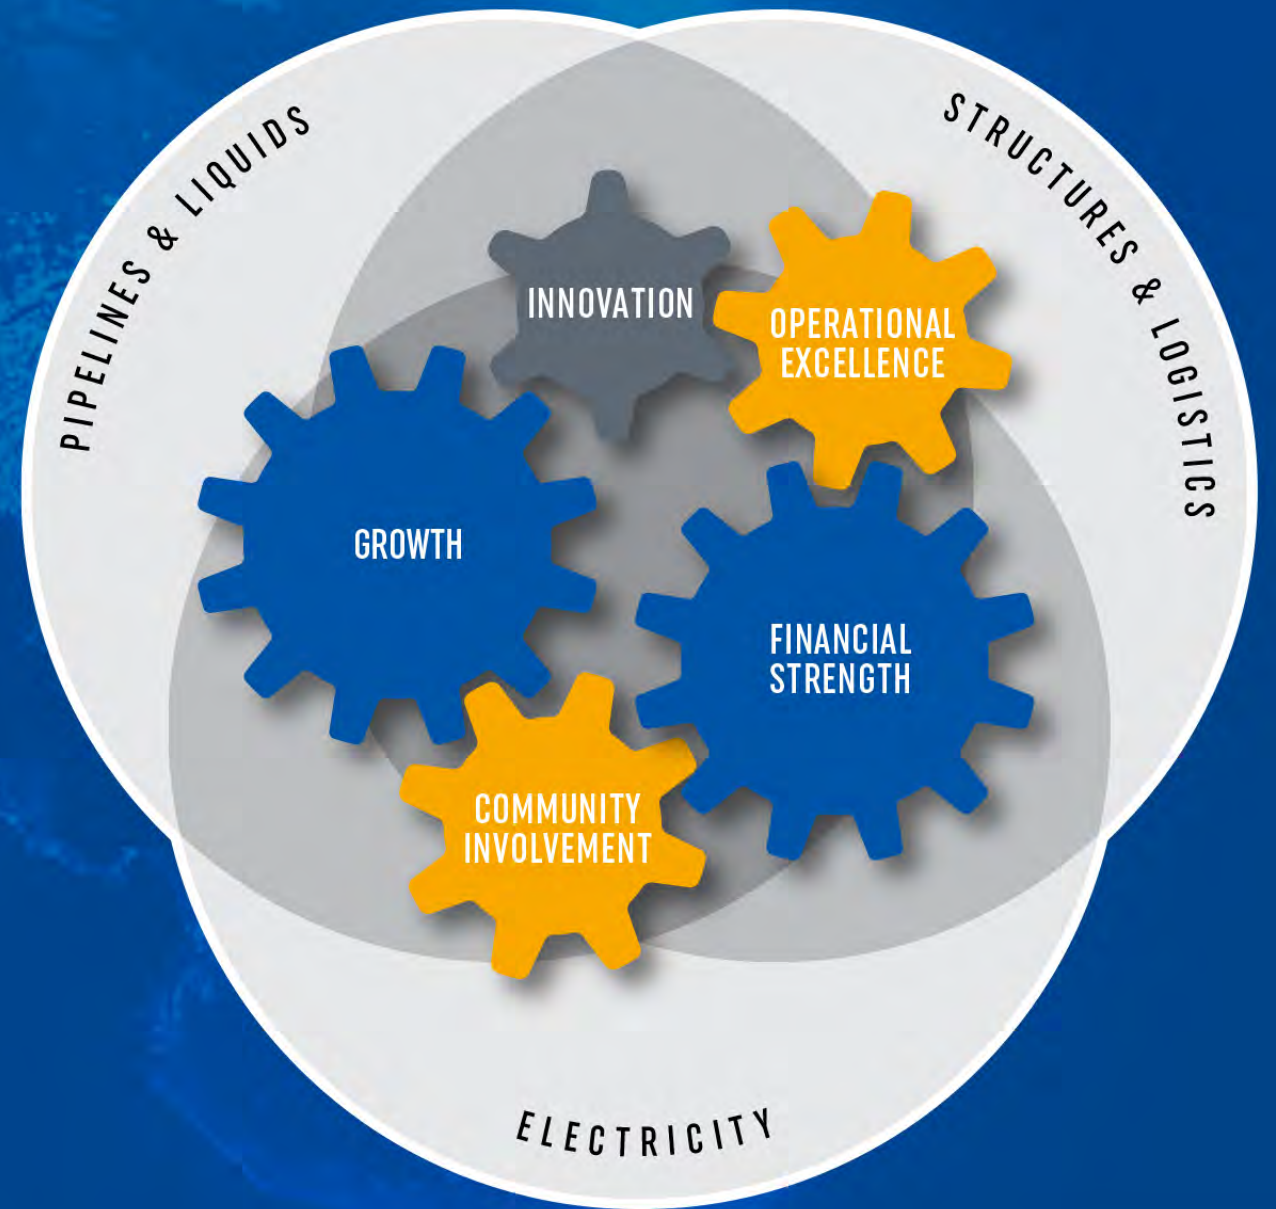 PIPELINES & LIQUIDS
STRUCTURES & LOGISTICS
INNOVATION
OPERATIONAL
EXCELLENCE
GROWTH
FINANCIAL
STRENGTH
COMMUNITY
INVOLVEMENT
ELECTRICITY